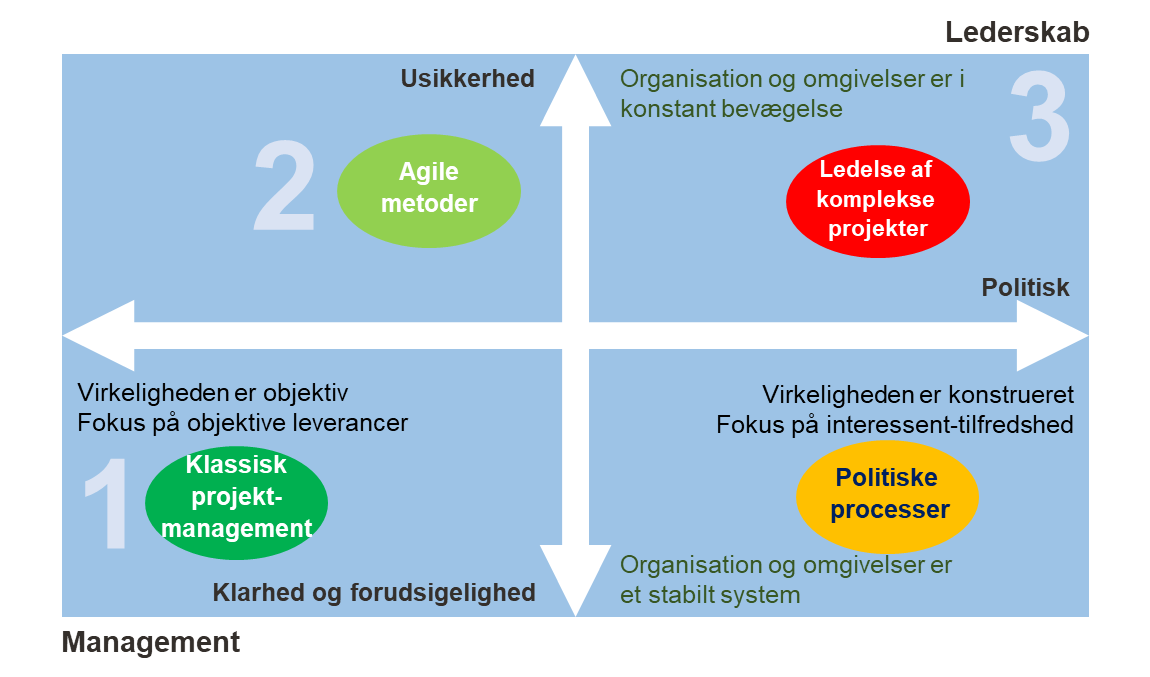 Lederskab
Usikkerhed
Organisation og omgivelser er i
konstant bevægelse
3
2
Agile
metoder
Ledelse af
komplekse
projekter
Politisk
Virkeligheden er objektiv
Fokus på objektive leverancer
Virkeligheden er konstrueret
Fokus på interessent-tilfredshed
1
Klassisk
projekt-
management
Politiske
processer
Organisation og omgivelser er
et stabilt system
Klarhed og forudsigelighed
Management